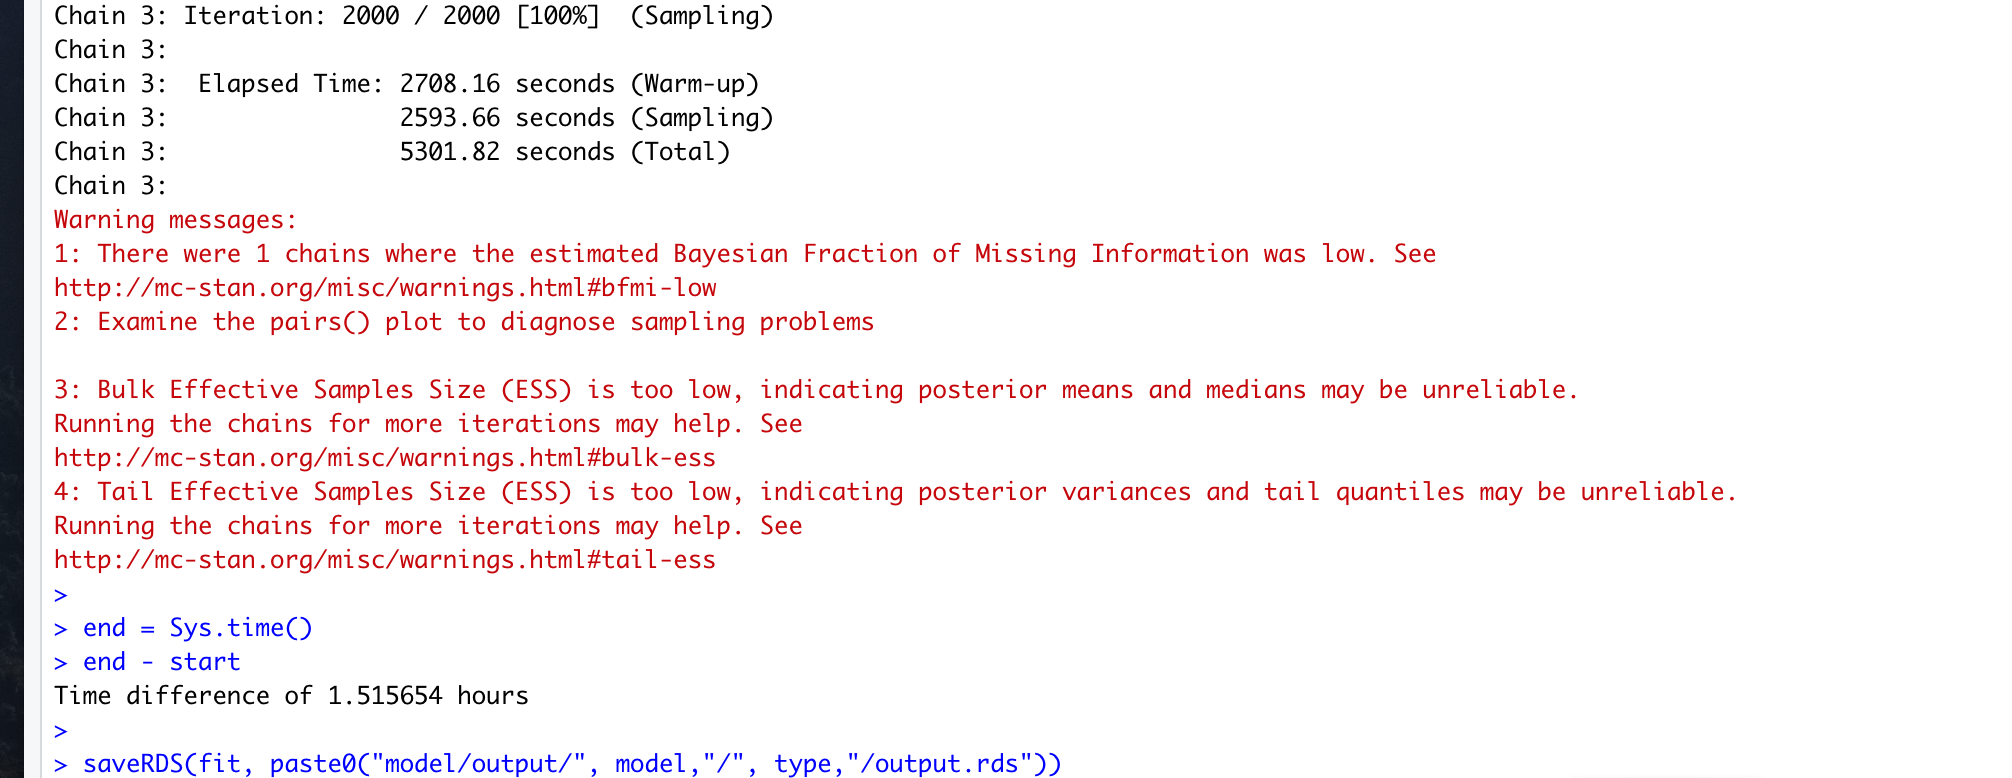 Chain 3: Iteration: 2000 / 2000 [100%]  (Sampling)
Chain 3:
Chain 3:  Elapsed Time: 2708.16 seconds (Warm-up)
Chain 3:                2593.66 seconds (Sampling)
Chain 3:                5301.82 seconds (Total)
Chain 3:
Warning messages:
1: There were 1 chains where the estimated Bayesian Fraction of Missing Information was low. See
http://mc-stan.org/misc/warnings.html#bfmi-low
2: Examine the pairs() plot to diagnose sampling problems

3: Bulk Effective Samples Size (ESS) is too low, indicating posterior means and medians may be unreliable.
Running the chains for more iterations may help. See
http://mc-stan.org/misc/warnings.html#bulk-ess
4: Tail Effective Samples Size (ESS) is too low, indicating posterior variances and tail quantiles may be unreliable.
Running the chains for more iterations may help. See
http://mc-stan.org/misc/warnings.html#tail-ess
>
> end = Sys.time()
> end - start
Time difference of 1.515654 hours
>
> saveRDS(fit, paste0("model/output/", model,"/", type,"/output.rds"))